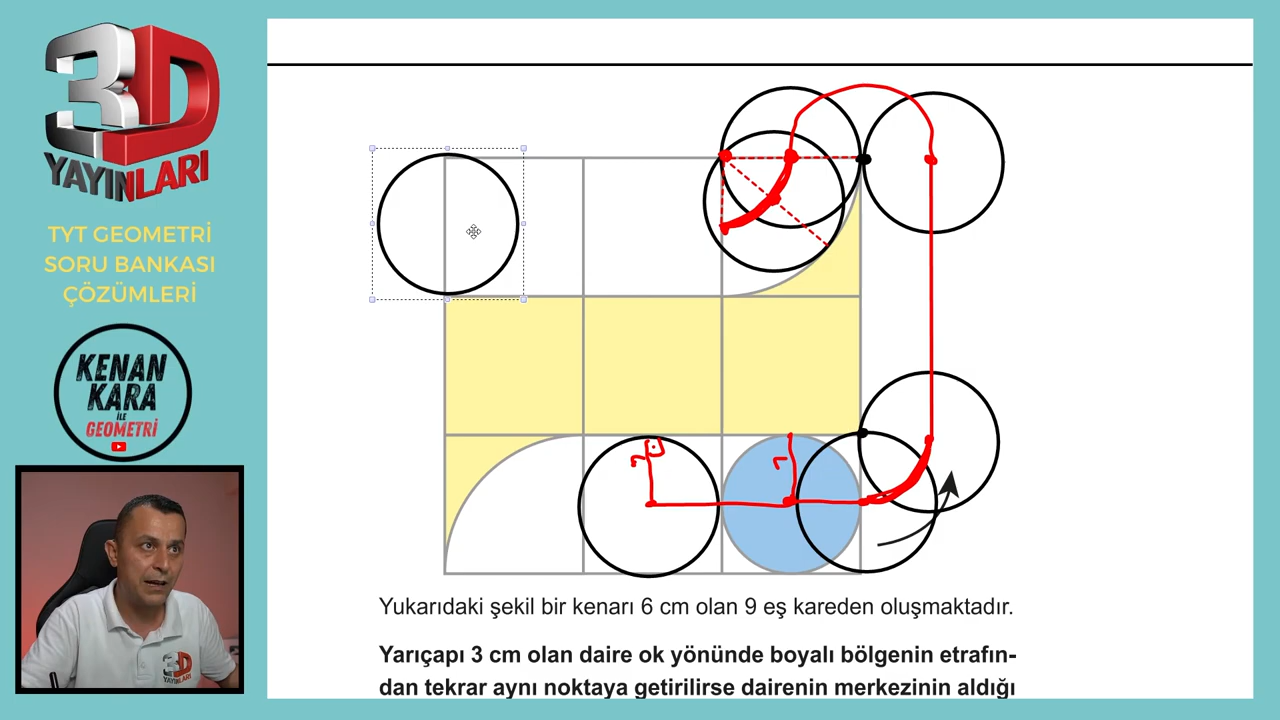 3D
YAYINLARI
TYT GEOMETRİ
SORU BANKASI
ÇÖZÜMLERİ
KENAN
KARA
İLE
GEOMETRİ
3D
YAYINLARI
Yukarıdaki şekil bir kenarı 6 cm olan 9 eş kareden oluşmaktadır.
Yarıçapı 3 cm olan daire ok yönünde boyalı bölgenin etrafın-
dan tekrar aynı noktaya getirilirse dairenin merkezinin aldığı